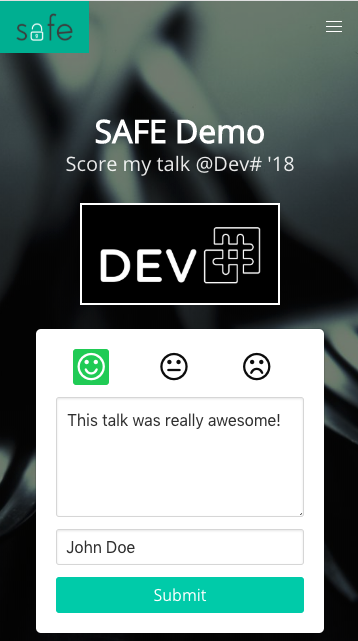 safe
SAFE Demo
Score my talk @Dev# '18
DEV#
This talk was really awesome!
John Doe
Submit